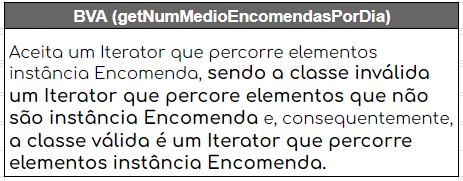 BVA (getNumMedioEncomendasPorDia)
Aceita um Iterator que percorre elementos
instância Encomenda, sendo a classe inválida
um Iterator que percore elementos que não
são instância Encomenda e, consequentemente,
a classe válida é um Iterator que percorre
elementos instância Encomenda.